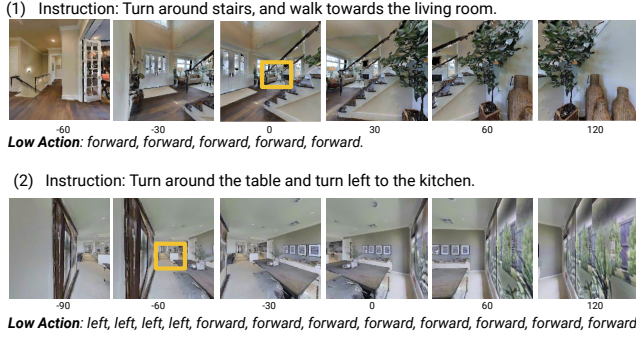 (1) Instruction: Turn around stairs, and walk towards the living room.
-60 -30 0 30 60 120
Low Action: forward, forward, forward, forward, forward.
(2) Instruction: Turn around the table and turn left to the kitchen.
-90 -60 -30 0 60 120
Low Action: left, left, left, left, forward, forward, forward, forward, forward, forward, forward, forward